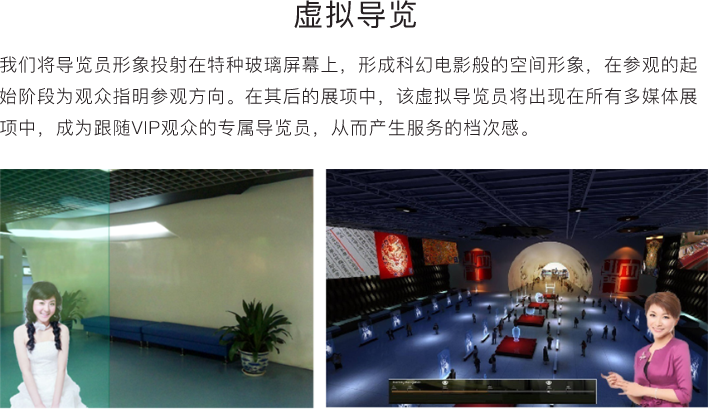 虚拟导览
我们将导览员形象投射在特种玻璃屏幕上，形成科幻电影般的空间形象，在参观的起
始阶段为观众指明参观方向。在其后的展项中，该虚拟导览员将出现在所有多媒体展
项中，成为跟随VIP观众的专属导览员，从而产生服务的档次感。